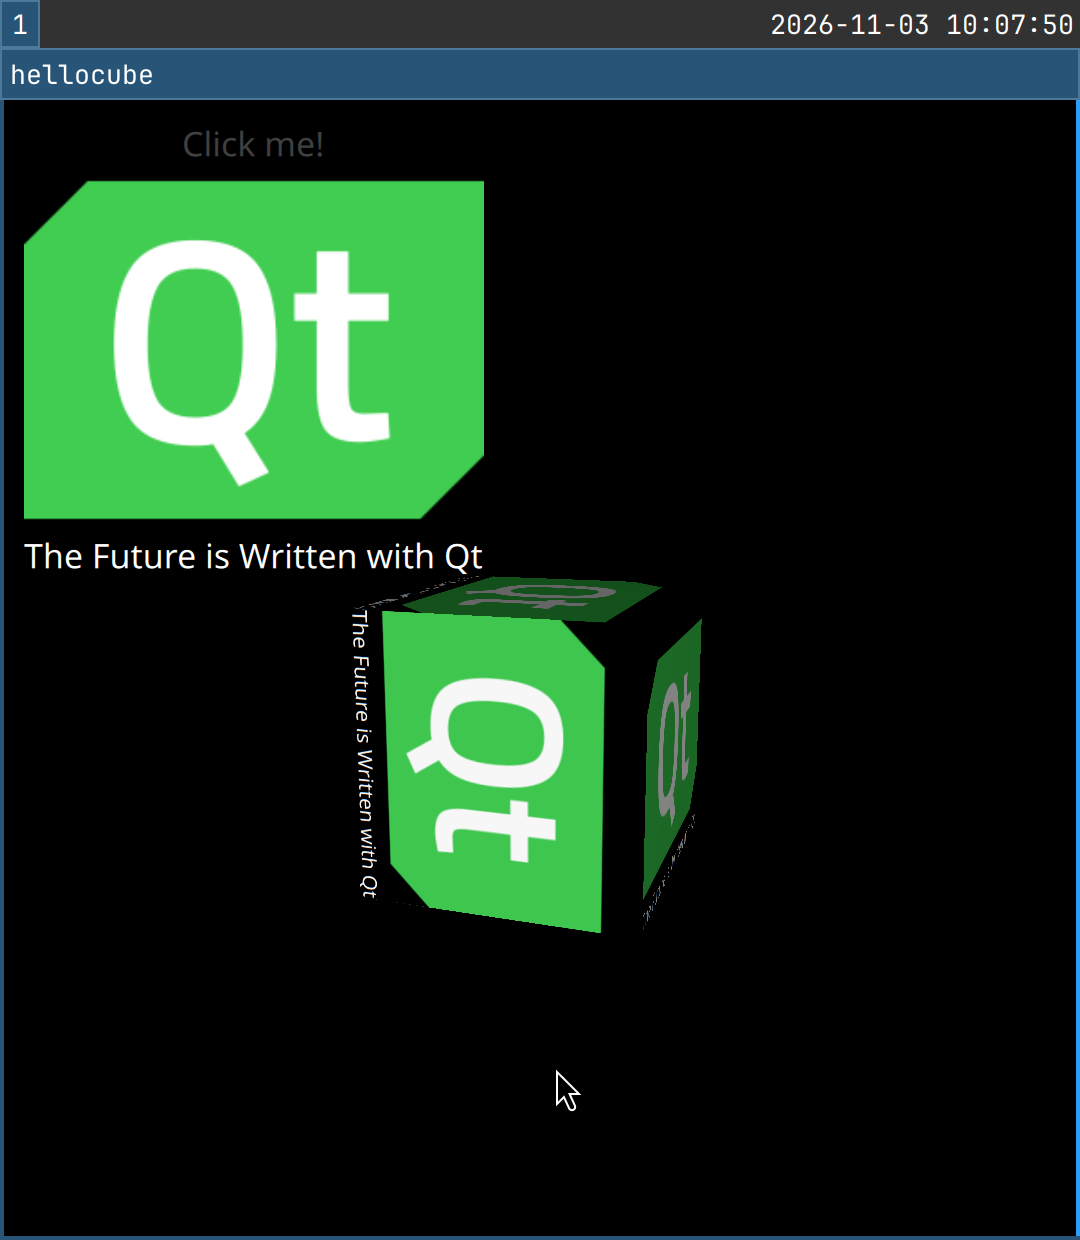 1 2026-11-03 10:07:50
hellocube
Click me!
Qt
The Future is Written with Qt
Qt
The Future is Written with Qt
Qt
Qt